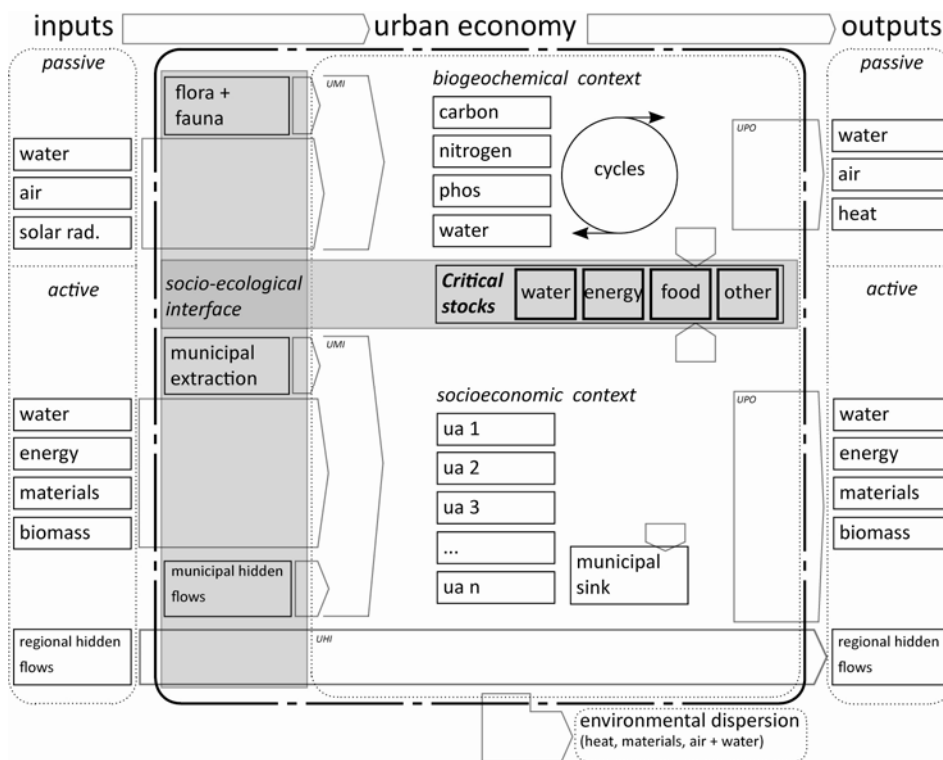 inputs
urban economy
outputs
passive
water
air
solar rad.
active
water
energy
materials
biomass
regional hidden
flows
flora +
fauna
UMI
socio-ecological
interface
municipal
extraction
UMI
municipal hidden
flows
UHI
biogeochemical context
carbon
nitrogen
phos
water
cycles
Critical
stocks
water
energy
food
other
socioeconomic context
ua 1
ua 2
ua 3
...
ua n
municipal
sink
UPO
UPO
passive
water
air
heat
active
water
energy
materials
biomass
regional hidden
flows
environmental dispersion
(heat, materials, air + water)